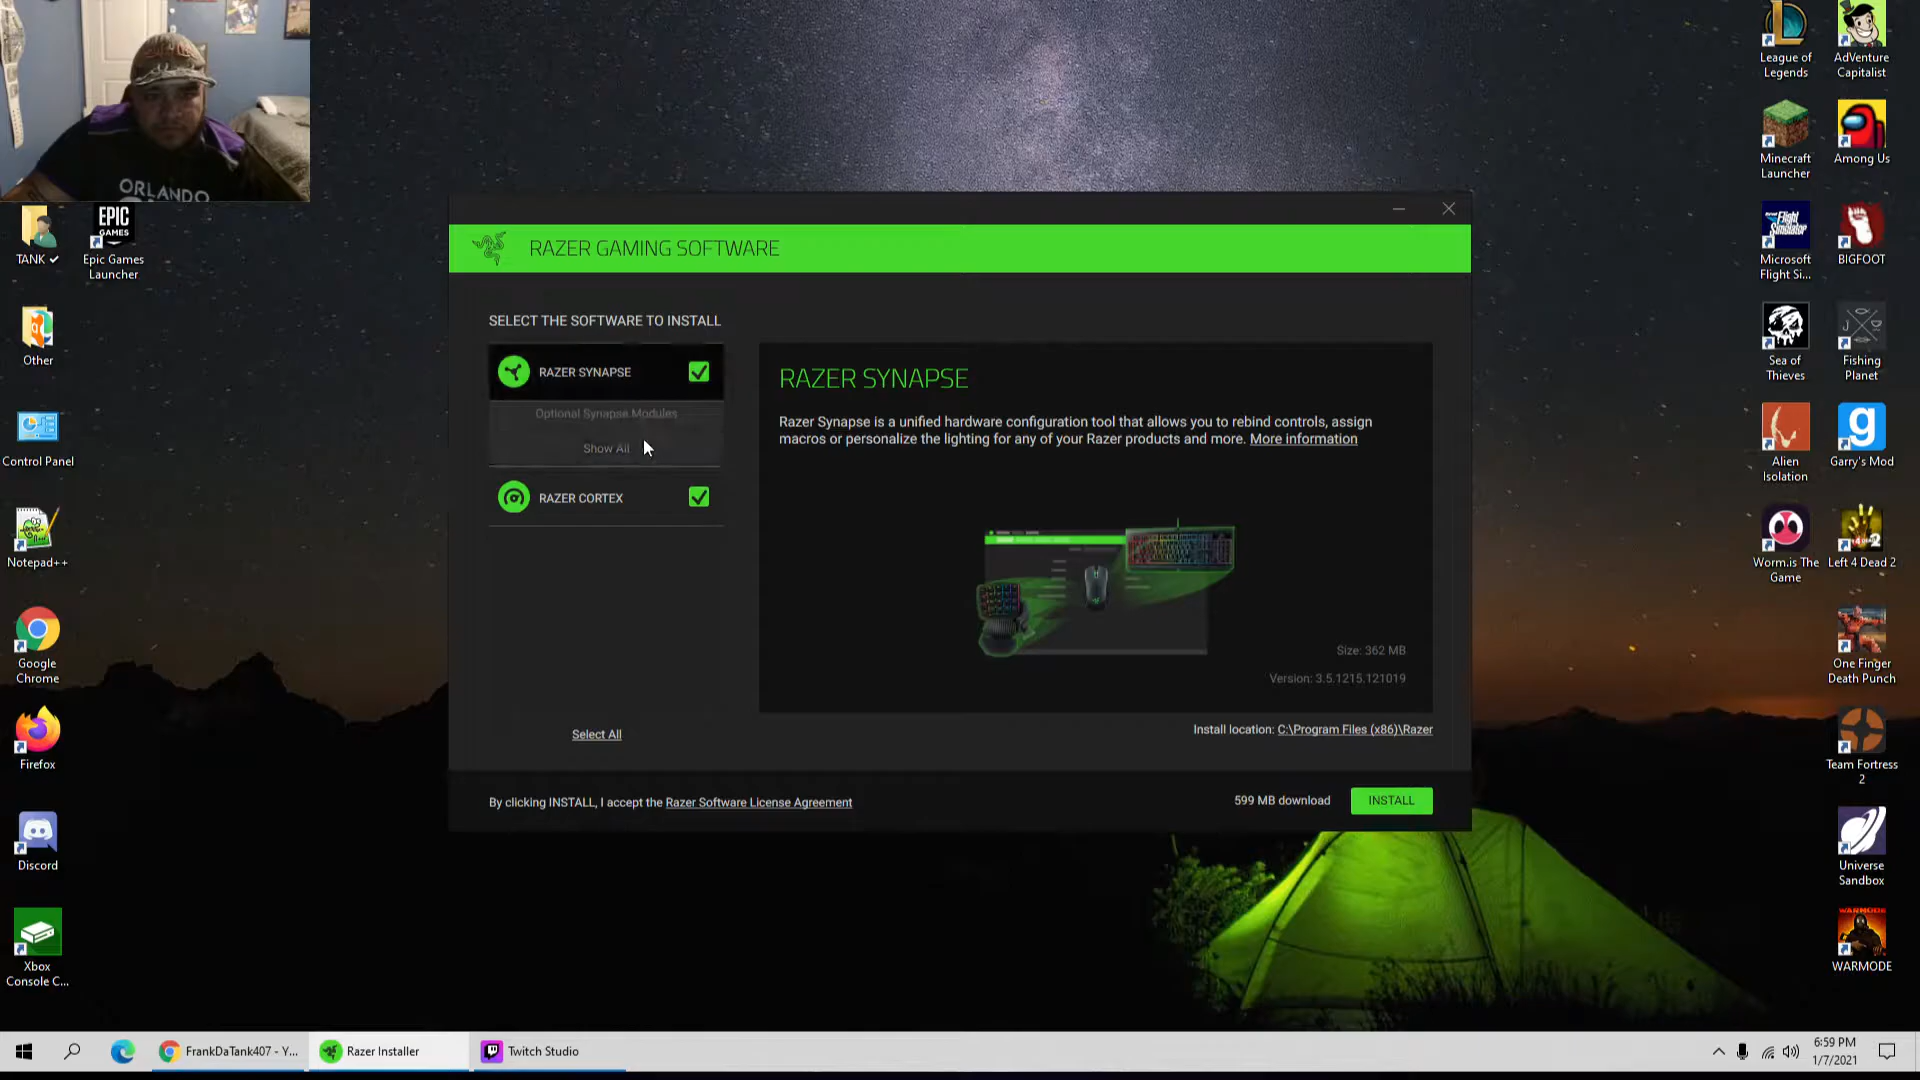 ORLANDO
TANK ✔
EPIC
GAMES
Epic Games
Launcher
Other
Control Panel
Notepad++
Google
Chrome
Firefox
Discord
Xbox
Console C...
RAZER GAMING SOFTWARE
SELECT THE SOFTWARE TO INSTALL
RAZER SYNAPSE
Optional Synapse Modules
Show All
RAZER CORTEX
Select All
RAZER SYNAPSE
Razer Synapse is a unified hardware configuration tool that allows you to rebind controls, assign
macros or personalize the lighting for any of your Razer products and more. More information
Size: 362 MB
Version: 3.5.1215.121019
Install location: C:\Program Files (x86)\Razer
By clicking INSTALL, I accept the Razer Software License Agreement
599 MB download
INSTALL
League of
Legends
AdVenture
Capitalist
Minecraft
Launcher
Among Us
Microsoft
Flight Si...
BIGFOOT
Sea of
Thieves
Fishing
Planet
Alien
Isolation
Garry's Mod
Worm.is The
Game
Left 4 Dead 2
One Finger
Death Punch
Team Fortress
2
Universe
Sandbox
WARMODE
WARMODE
FrankDaTank407 - Y...
Razer Installer
Twitch Studio
6:59 PM
1/7/2021